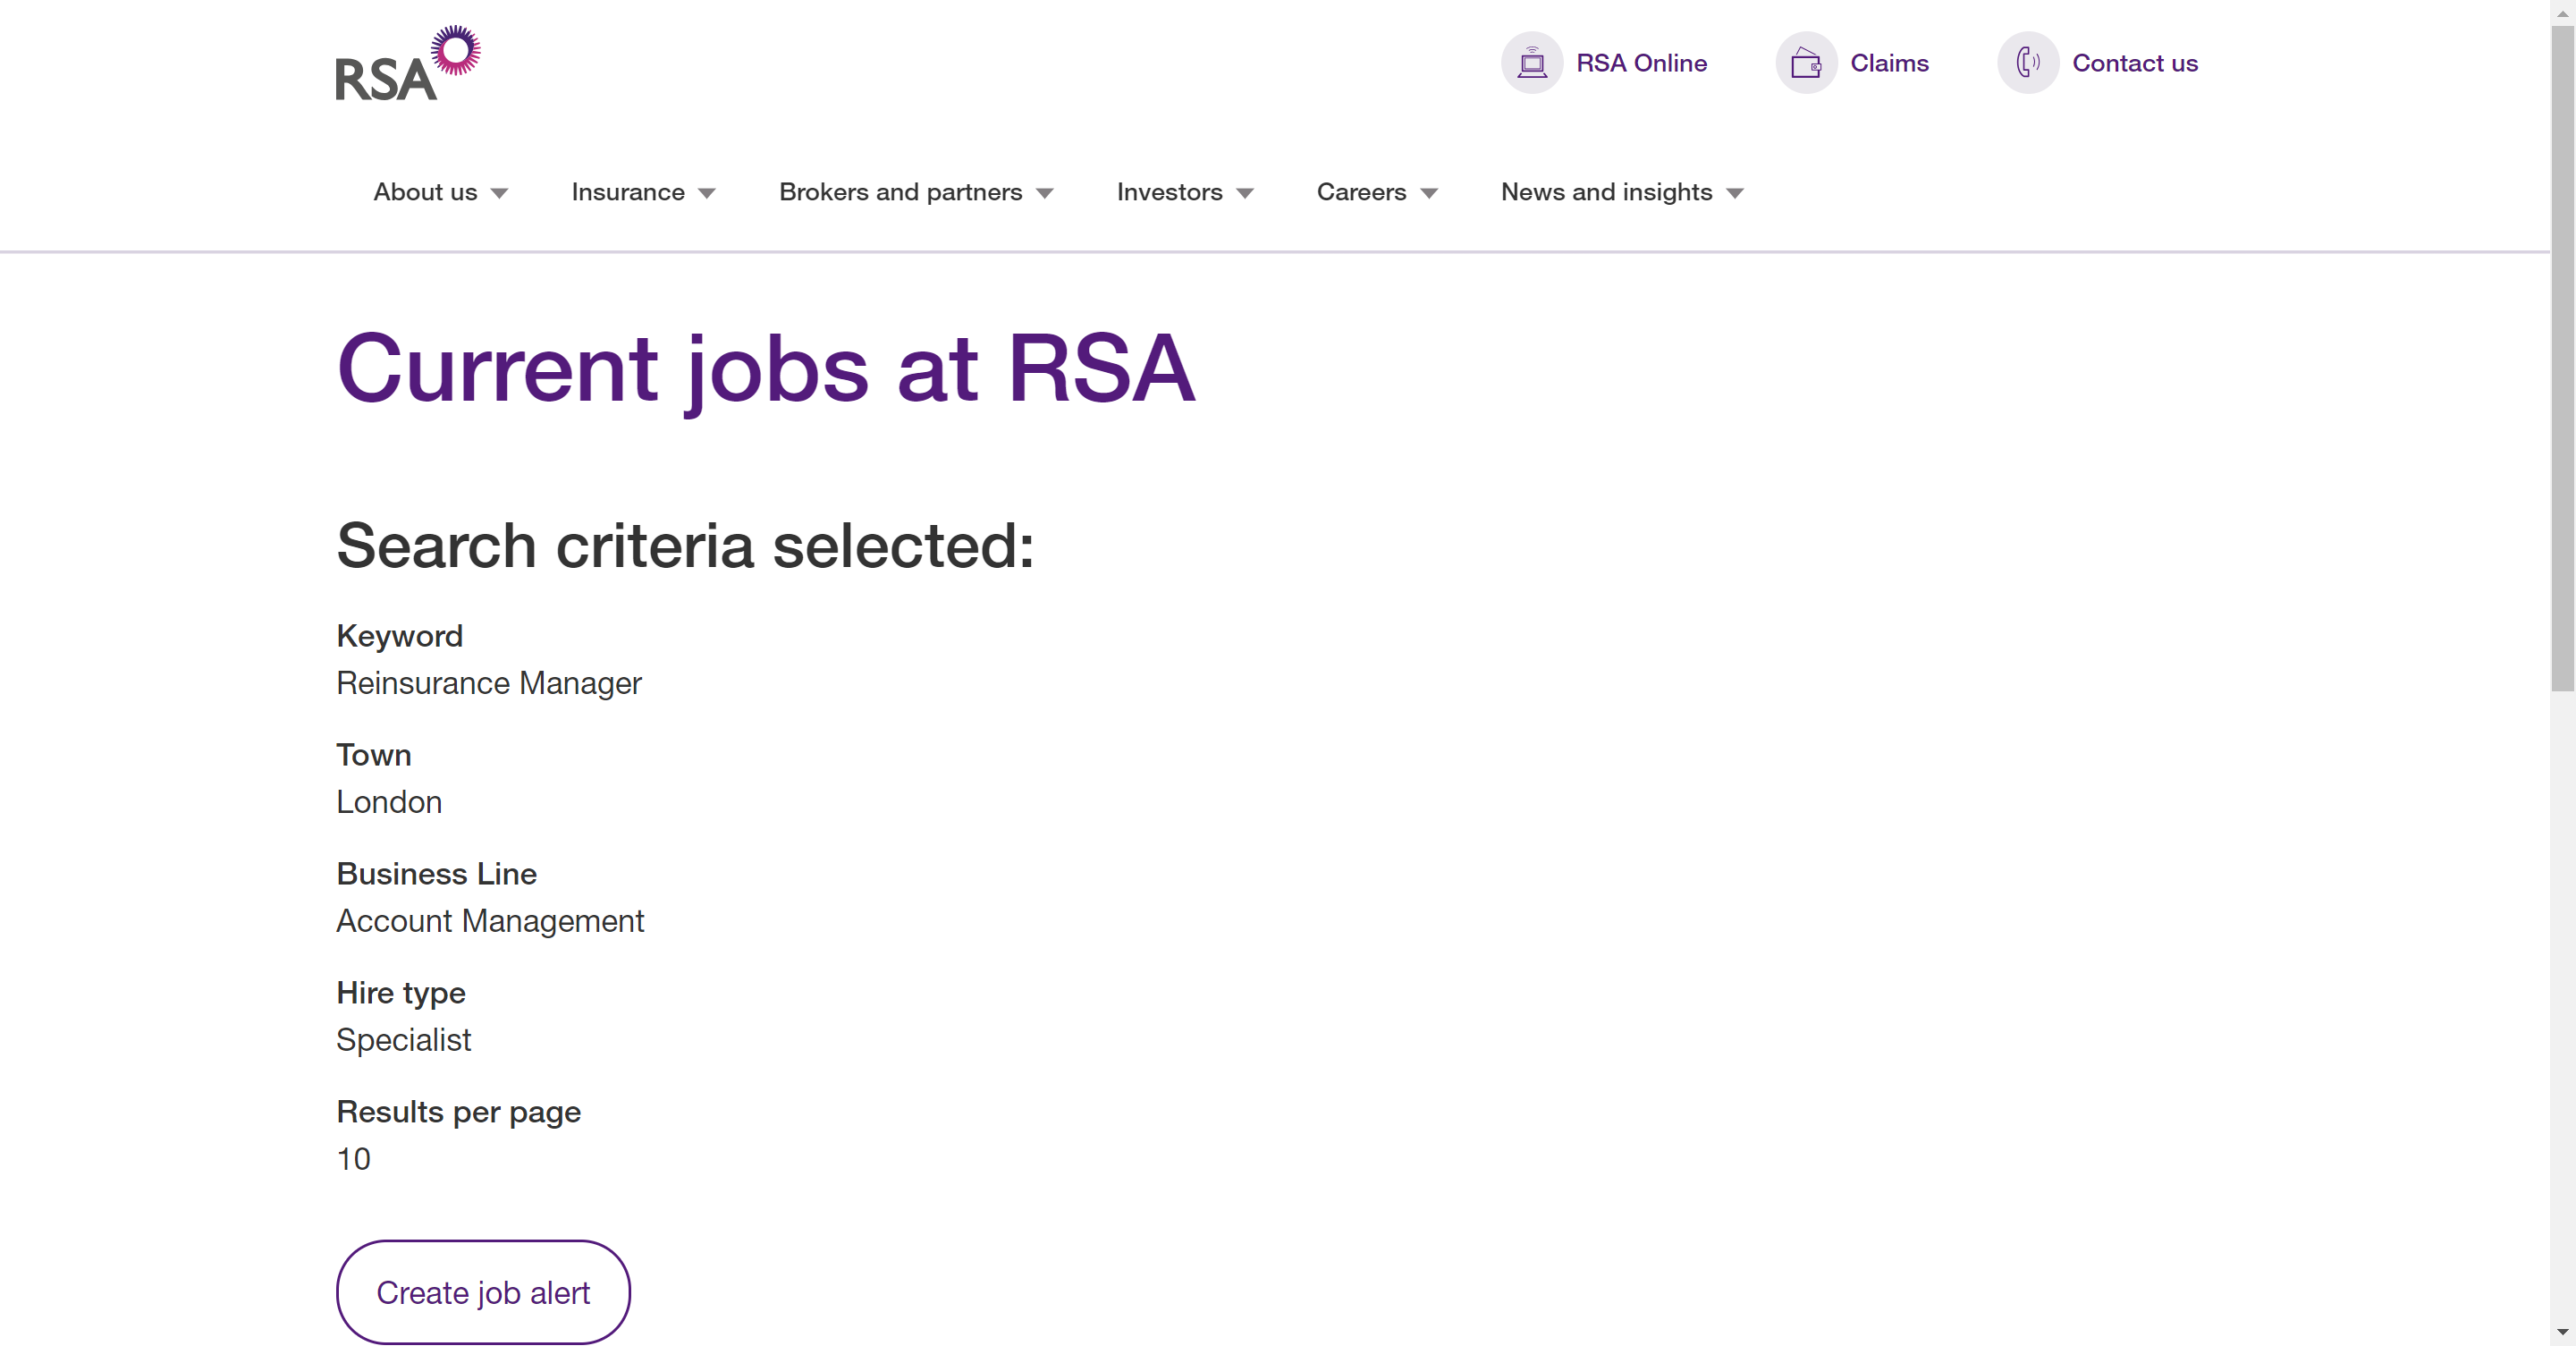 RSA
RSA Online
Claims
Contact us
About us
Insurance
Brokers and partners
Investors
Careers
News and insights
Current jobs at RSA
Search criteria selected:
Keyword
Reinsurance Manager
Town
London
Business Line
Account Management
Hire type
Specialist
Results per page
10
Create job alert